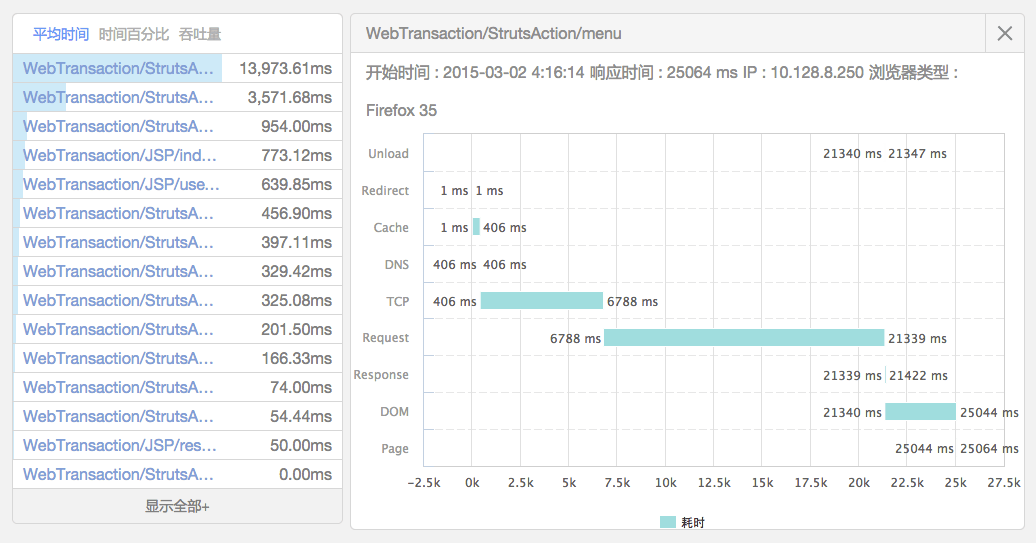 平均时间 时间百分比 吞吐量
WebTransaction/StrutsA... 13,973.61ms
WebTransaction/StrutsA... 3,571.68ms
WebTransaction/StrutsA... 954.00ms
WebTransaction/JSP/ind... 773.12ms
WebTransaction/JSP/use... 639.85ms
WebTransaction/StrutsA... 456.90ms
WebTransaction/StrutsA... 397.11ms
WebTransaction/StrutsA... 329.42ms
WebTransaction/StrutsA... 325.08ms
WebTransaction/StrutsA... 201.50ms
WebTransaction/StrutsA... 166.33ms
WebTransaction/StrutsA... 74.00ms
WebTransaction/StrutsA... 54.44ms
WebTransaction/JSP/res... 50.00ms
WebTransaction/StrutsA... 0.00ms
显示全部+
WebTransaction/StrutsAction/menu
开始时间 : 2015-03-02 4:16:14 响应时间 : 25064 ms IP : 10.128.8.250 浏览器类型 :
Firefox 35
Unload 21340 ms 21347 ms
Redirect 1 ms 1 ms
Cache 1 ms 406 ms
DNS 406 ms 406 ms
TCP 406 ms 6788 ms
Request 6788 ms 21339 ms
Response 21339 ms 21422 ms
DOM 21340 ms 25044 ms
Page 25044 ms 25064 ms
-2.5k 0k 2.5k 5k 7.5k 10k 12.5k 15k 17.5k 20k 22.5k 25k 27.5k
耗时